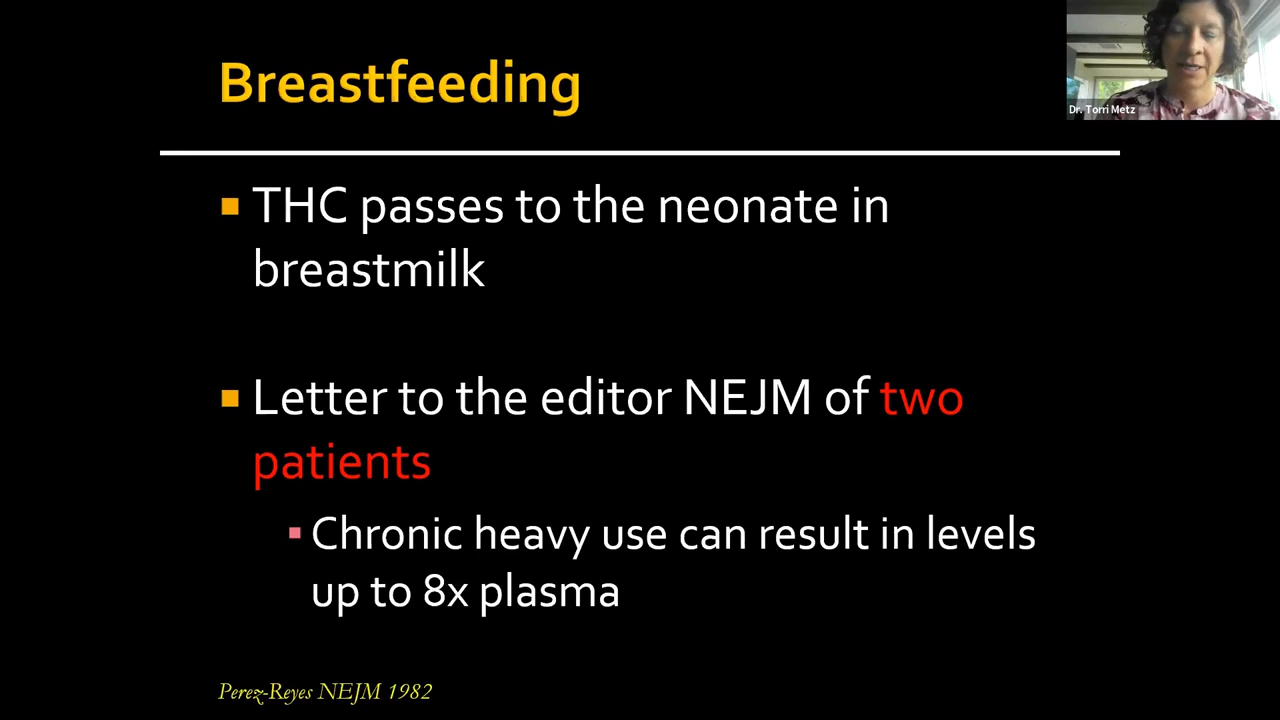 Breastfeeding
Dr. Torri Metz
THC passes to the neonate in
breastmilk
Letter to the editor NEJM of two
patients
Chronic heavy use can result in levels
up to 8x plasma
Perez-Reyes NEJM 1982